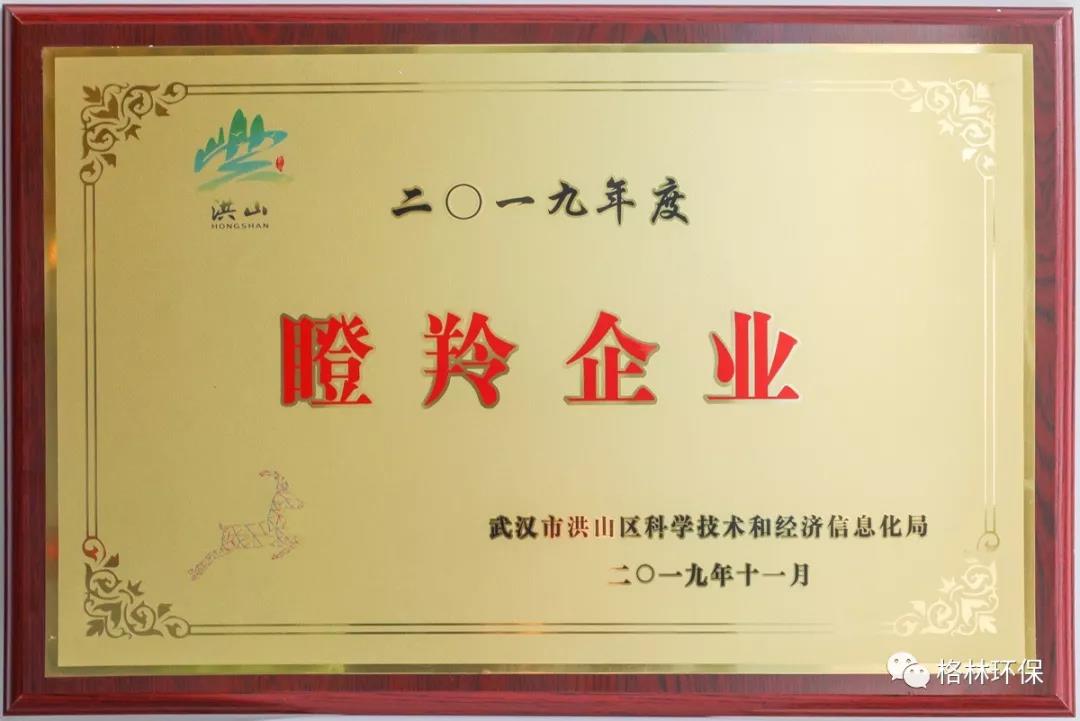 洪山
HONGSHAN
二〇一九年度
瞪羚企业
武汉市洪山区科学技术和经济信息化局
二〇一九年十一月
格林环保